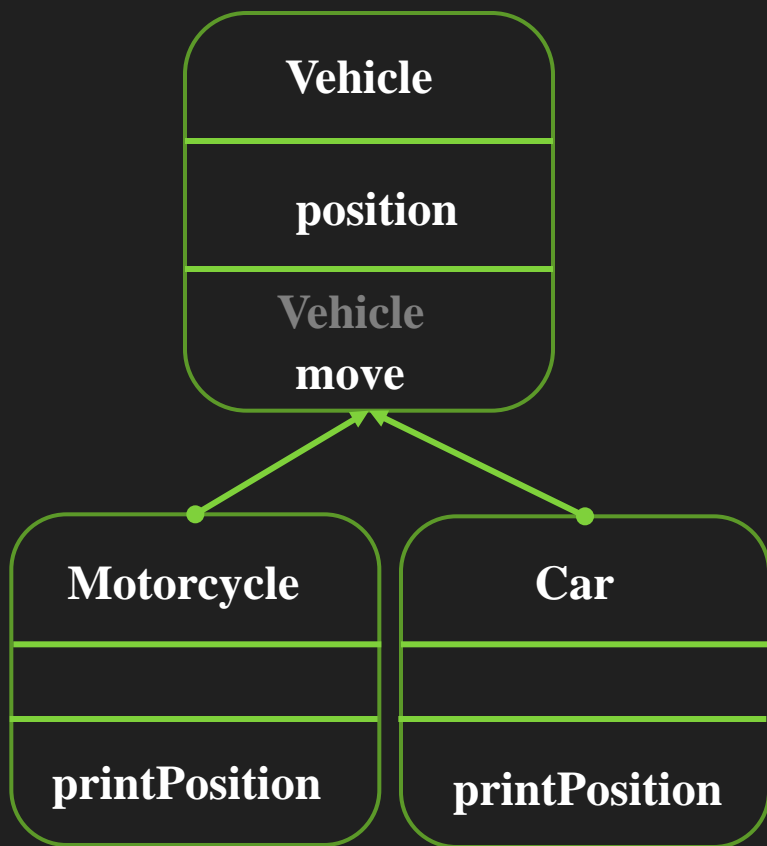 Vehicle
position
Vehicle
move
Motorcycle
printPosition
Car
printPosition